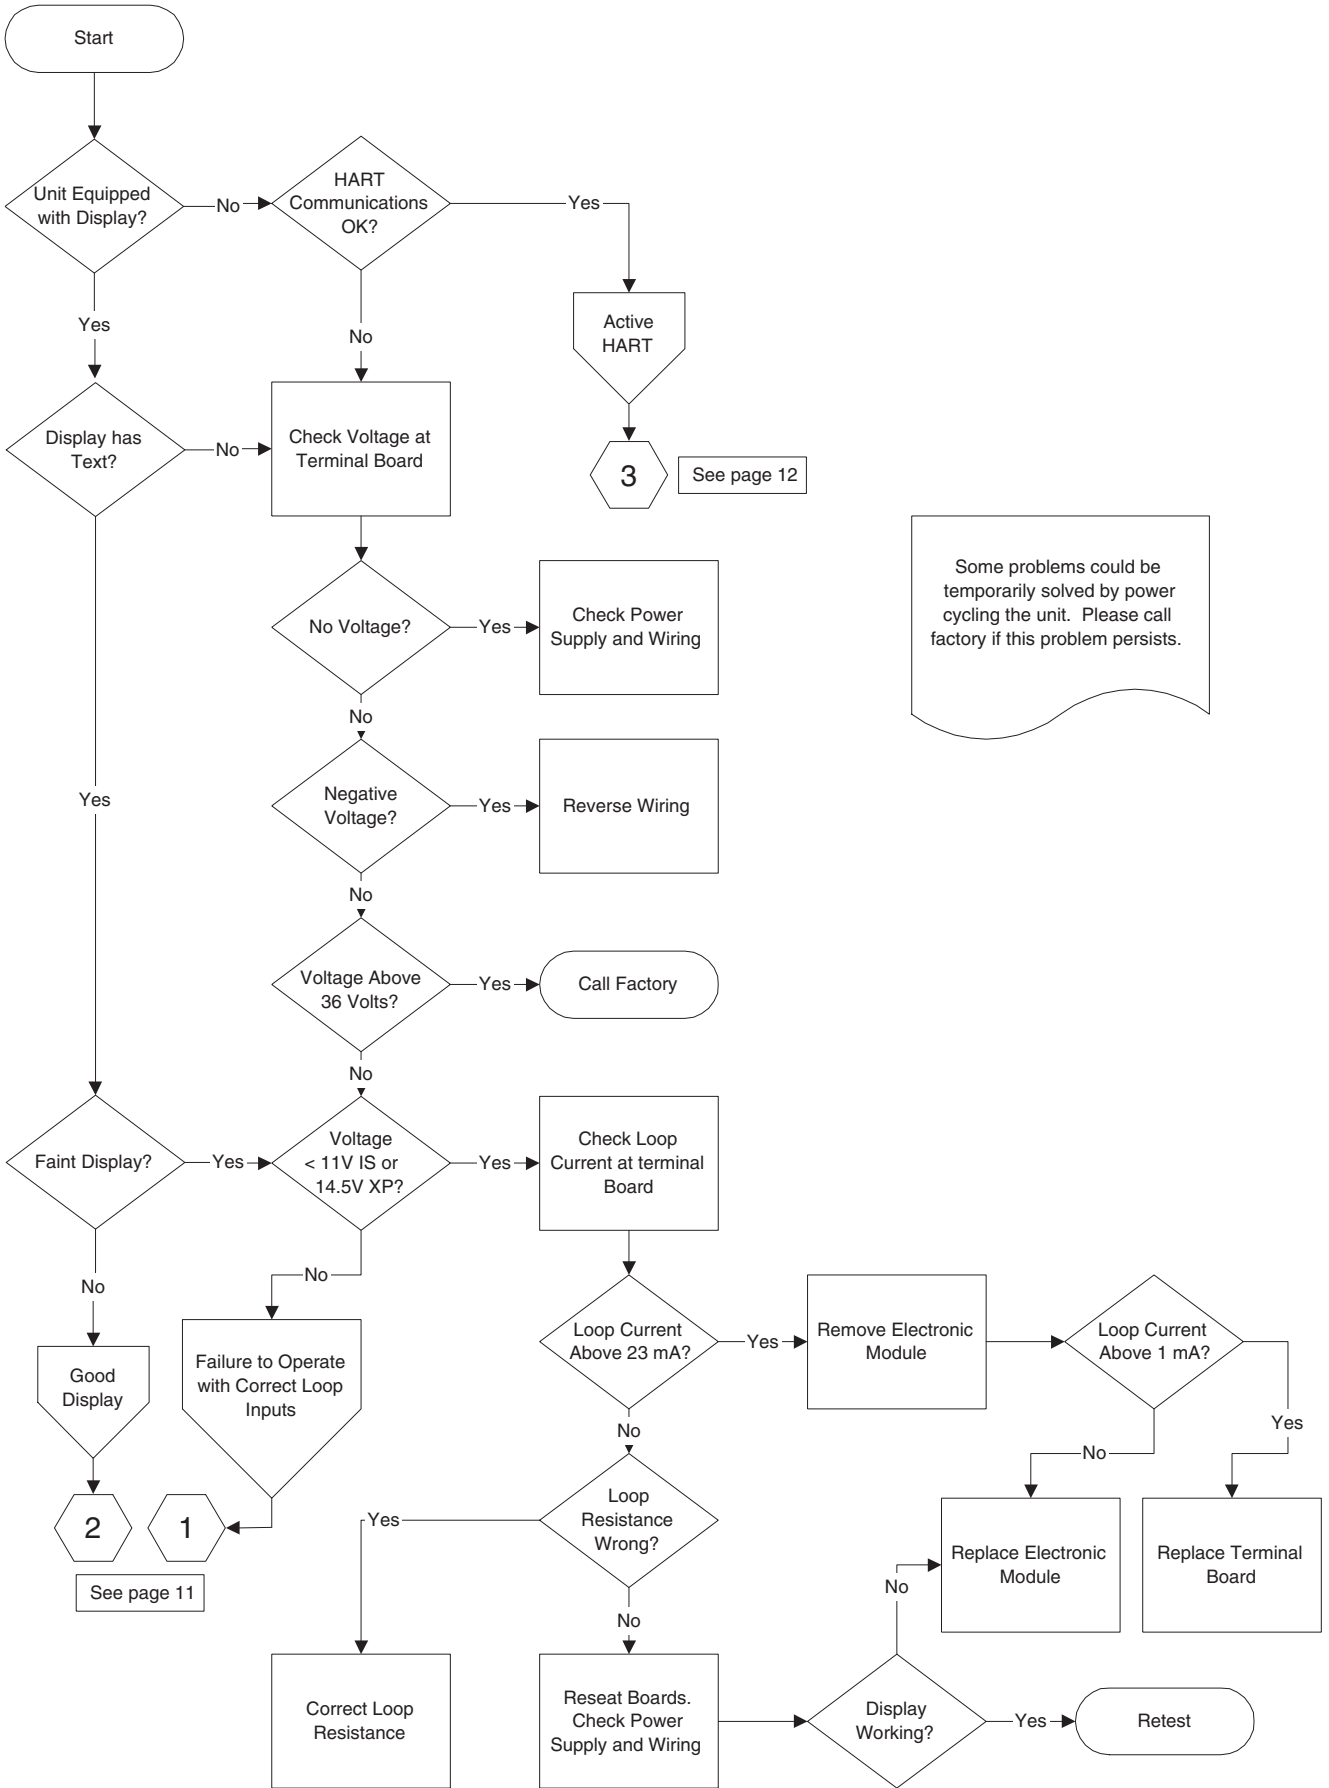 Start
Unit Equipped
with Display?
No
HART
Communications
OK?
Yes
Yes
No
Active
HART
Display has
Text?
No
Check Voltage at
Terminal Board
3
See page 12
Some problems could be
temporarily solved by power
cycling the unit.  Please call
factory if this problem persists.
No Voltage?
Yes
Check Power
Supply and Wiring
No
Yes
Negative
Voltage?
Yes
Reverse Wiring
No
Voltage Above
36 Volts?
Yes
Call Factory
No
Faint Display?
Yes
Voltage
< 11V IS or
14.5V XP?
Yes
Check Loop
Current at terminal
Board
No
No
Good
Display
Failure to Operate
with Correct Loop
Inputs
Loop Current
Above 23 mA?
Yes
Remove Electronic
Module
Loop Current
Above 1 mA?
Yes
No
No
2
1
See page 11
Yes
Loop
Resistance
Wrong?
Replace Electronic
Module
Replace Terminal
Board
No
No
Correct Loop
Resistance
Reseat Boards.
Check Power
Supply and Wiring
Display
Working?
Yes
Retest